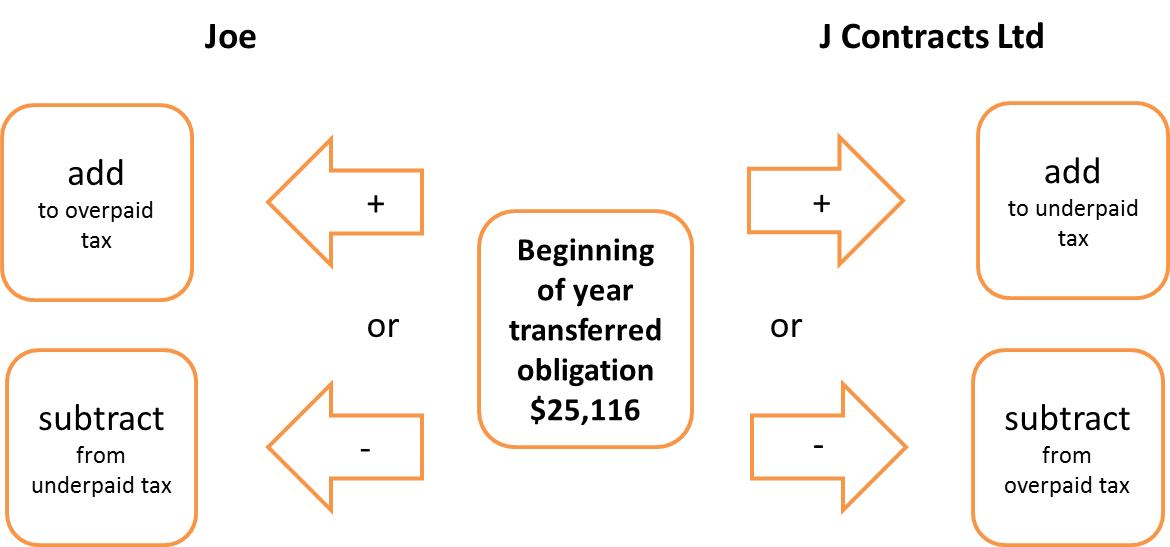 Joe
J Contracts Ltd
add
to overpaid
tax
+
or
subtract
from
underpaid tax
-
Beginning
of year
transferred
obligation
$25,116
+
or
-
add
to underpaid
tax
subtract
from
overpaid tax